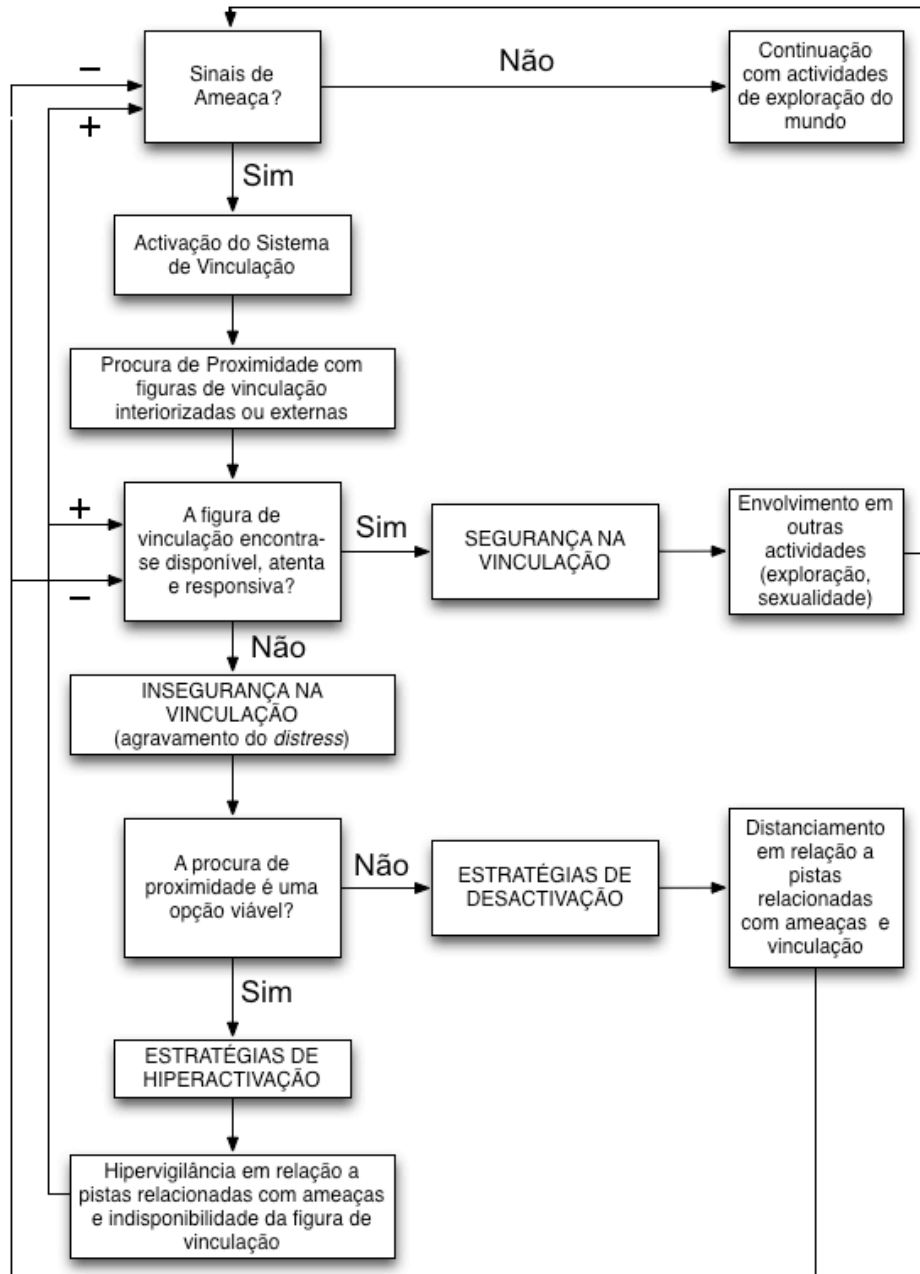 Sinais de
Ameaça?
Não
Continuação
com actividades
de exploração do
mundo
–
+
Sim
Activação do Sistema
de Vinculação
Procura de Proximidade com
figuras de vinculação
interiorizadas ou externas
+
–
A figura de
vinculação encontra-
se disponível, atenta
e responsiva?
Sim
SEGURANÇA NA
VINCULAÇÃO
Envolvimento em
outras
actividades
(exploração,
sexualidade)
Não
INSEGURANÇA NA
VINCULAÇÃO
(agravamento do distress)
A procura de
proximidade é uma
opção viável?
Não
ESTRATÉGIAS DE
DESACTIVAÇÃO
Distanciamento
em relação a
pistas
relacionadas
com ameaças e
vinculação
Sim
ESTRATÉGIAS DE
HIPERACTIVAÇÃO
Hipervigilância em relação a
pistas relacionadas com ameaças
e indisponibilidade da figura de
vinculação